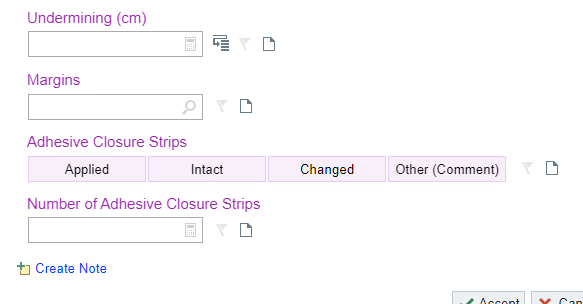 Undermining (cm)
Margins
Adhesive Closure Strips
Applied Intact Changed Other (Comment)
Number of Adhesive Closure Strips
Create Note
Accept